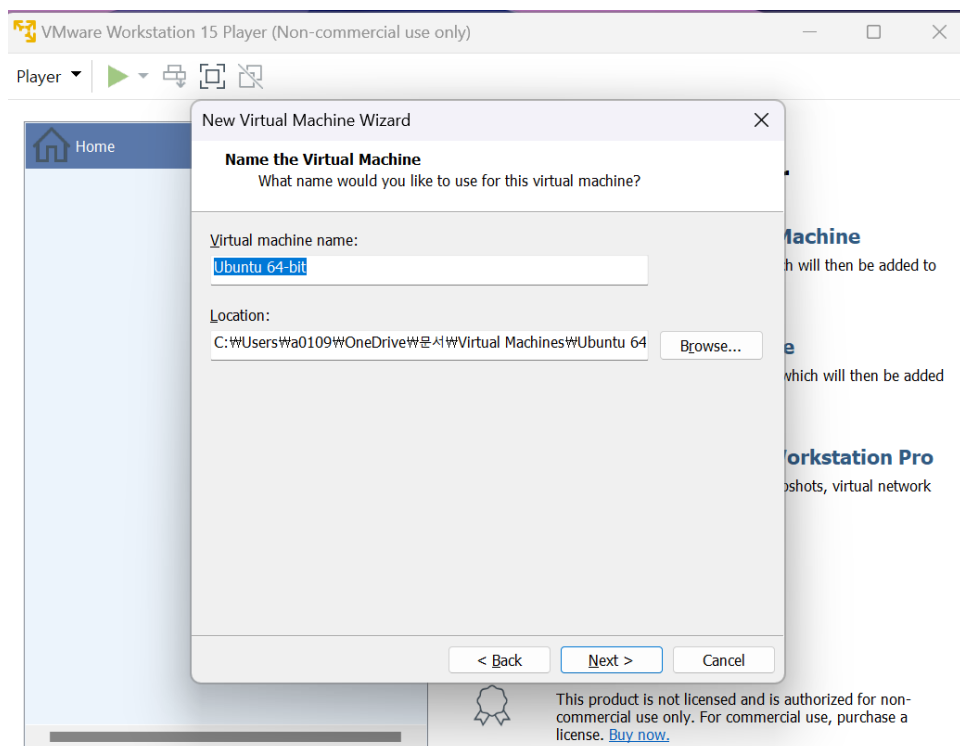 VMware Workstation 15 Player (Non-commercial use only)
Player
Home
New Virtual Machine Wizard
Name the Virtual Machine
What name would you like to use for this virtual machine?
Virtual machine name:
Ubuntu 64-bit
Location:
C:₩Users₩a0109₩OneDrive₩문서₩Virtual Machines₩Ubuntu 64
Browse...
< Back
Next >
Cancel
Machine
will then be added to
which will then be added
Workstation Pro
virtual network
This product is not licensed and is authorized for non-
commercial use only. For commercial use, purchase a
license. Buy now.